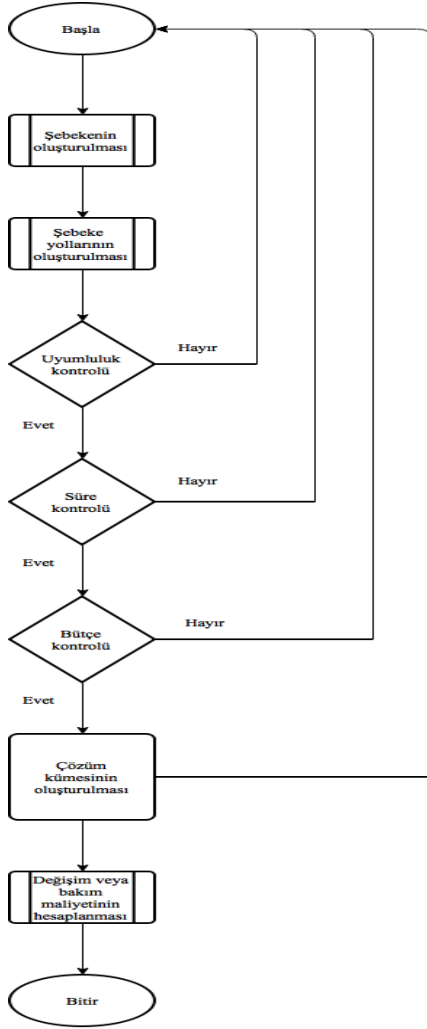 Başla
Şebekenin
oluşturulması
Şebeke
yollarının
oluşturulması
Uyumluluk
kontrolü
Hayır
Evet
Süre
kontrolü
Hayır
Evet
Bütçe
kontrolü
Hayır
Evet
Çözüm
kümesinin
oluşturulması
Değişim veya
bakım
maliyetinin
hesaplanması
Bitir